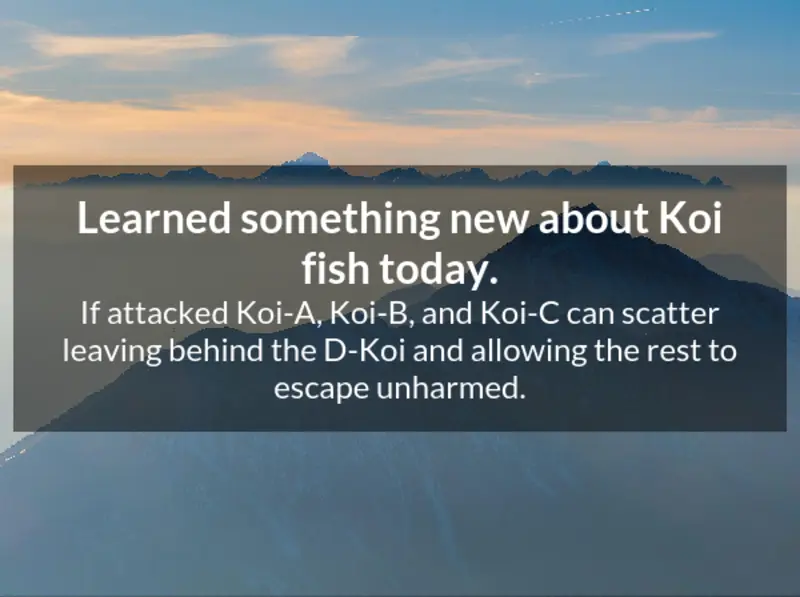 Learned something new about Koi
fish today.
If attacked Koi-A, Koi-B, and Koi-C can scatter
leaving behind the D-Koi and allowing the rest to
escape unharmed.